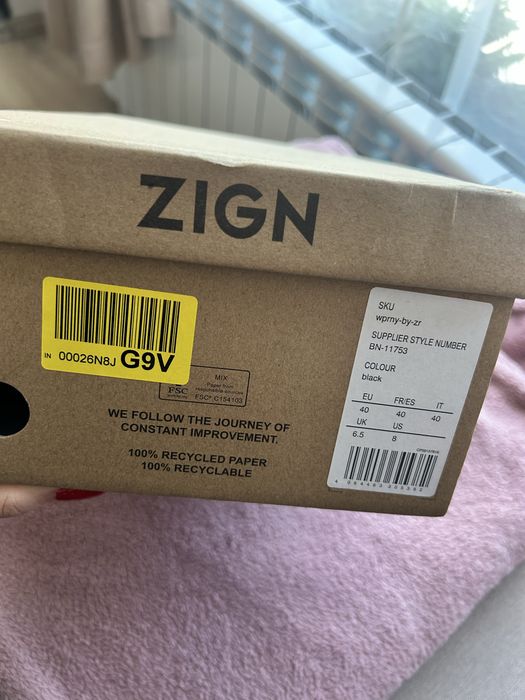 ZIGN
IN 00026N8J G9V
FSC
MIX
Paper from
responsible sources
FSC® C154103
WE FOLLOW THE JOURNEY OF
CONSTANT IMPROVEMENT.
100% RECYCLED PAPER
100% RECYCLABLE
SKU
wprny-by-zr
SUPPLIER STYLE NUMBER
BN-11753
COLOUR
black
EU FR/ES IT
40 40 40
UK US
6.5 8